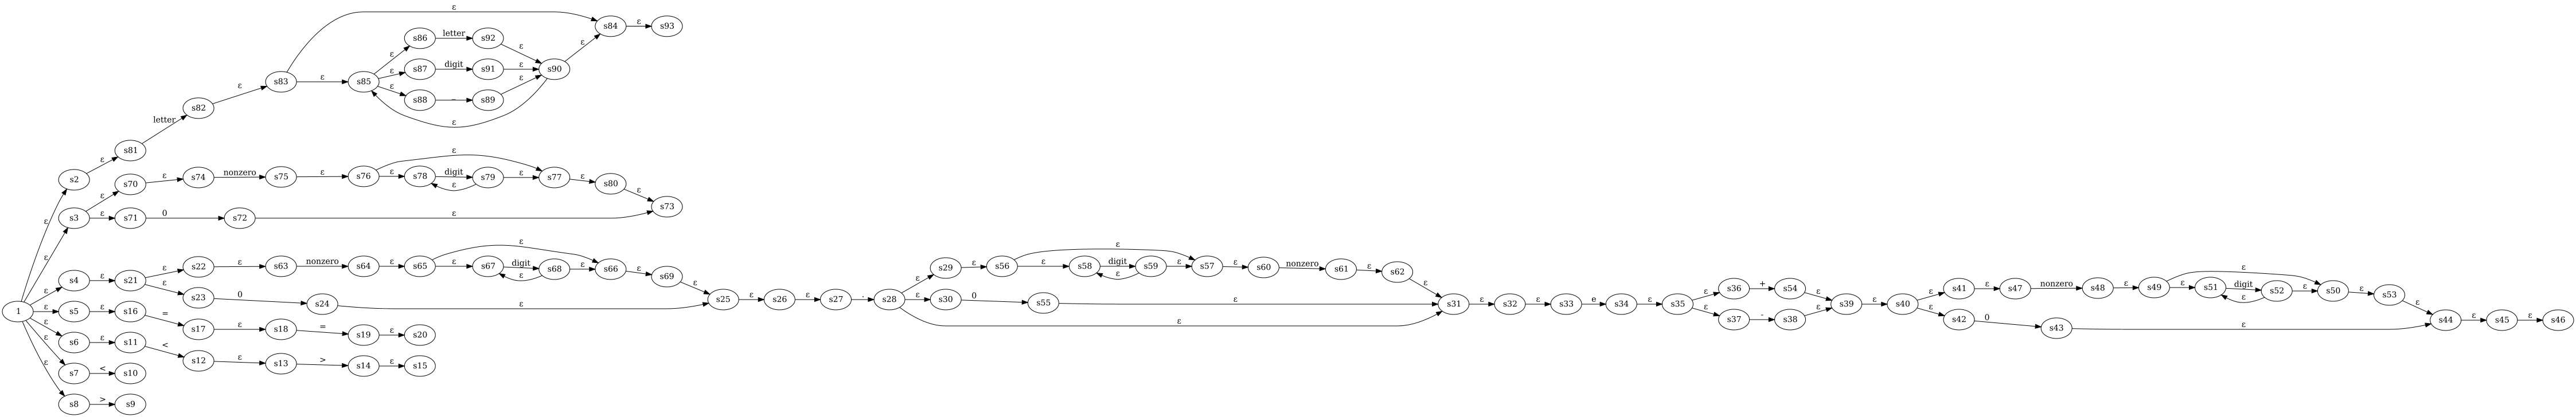 ε
s84 ε s93
s86 letter s92
ε ε ε
s83 ε s85 ε s87 digit s91 ε s90
ε ε ε
s82 s88 _ s89
letter ε
s81
ε ε
s2 s70 ε s74 nonzero s75 ε s76 ε s78 digit s79 ε s77 ε s80
ε ε ε
s3 ε s71 0 s72 ε s73
ε
ε ε
s22 ε s63 nonzero s64 ε s65 ε s67 digit s68 ε s66 ε s69
ε ε ε
s4 ε s21 ε s23 0 s24 ε s25 ε s26 ε s27 . s28
ε
1 ε s5 ε s16 = s17 ε s18 = s19 ε s20
ε s6 ε s11 < s12 ε s13 > s14 ε s15
ε s7 < s10
ε s8 > s9
ε
s29 ε s56 ε s58 digit s59 ε s57 ε s60 nonzero s61 ε s62
ε ε ε
ε s30 0 s55 ε s31 ε s32 ε s33 e s34 ε s35
ε
ε s36 + s54 ε
ε s37 - s38 ε s39 ε s40
ε
ε s41 ε s47 nonzero s48 ε s49 ε s51 digit s52 ε s50 ε s53
ε ε
ε s42 0 s43 ε s44 ε s45 ε s46